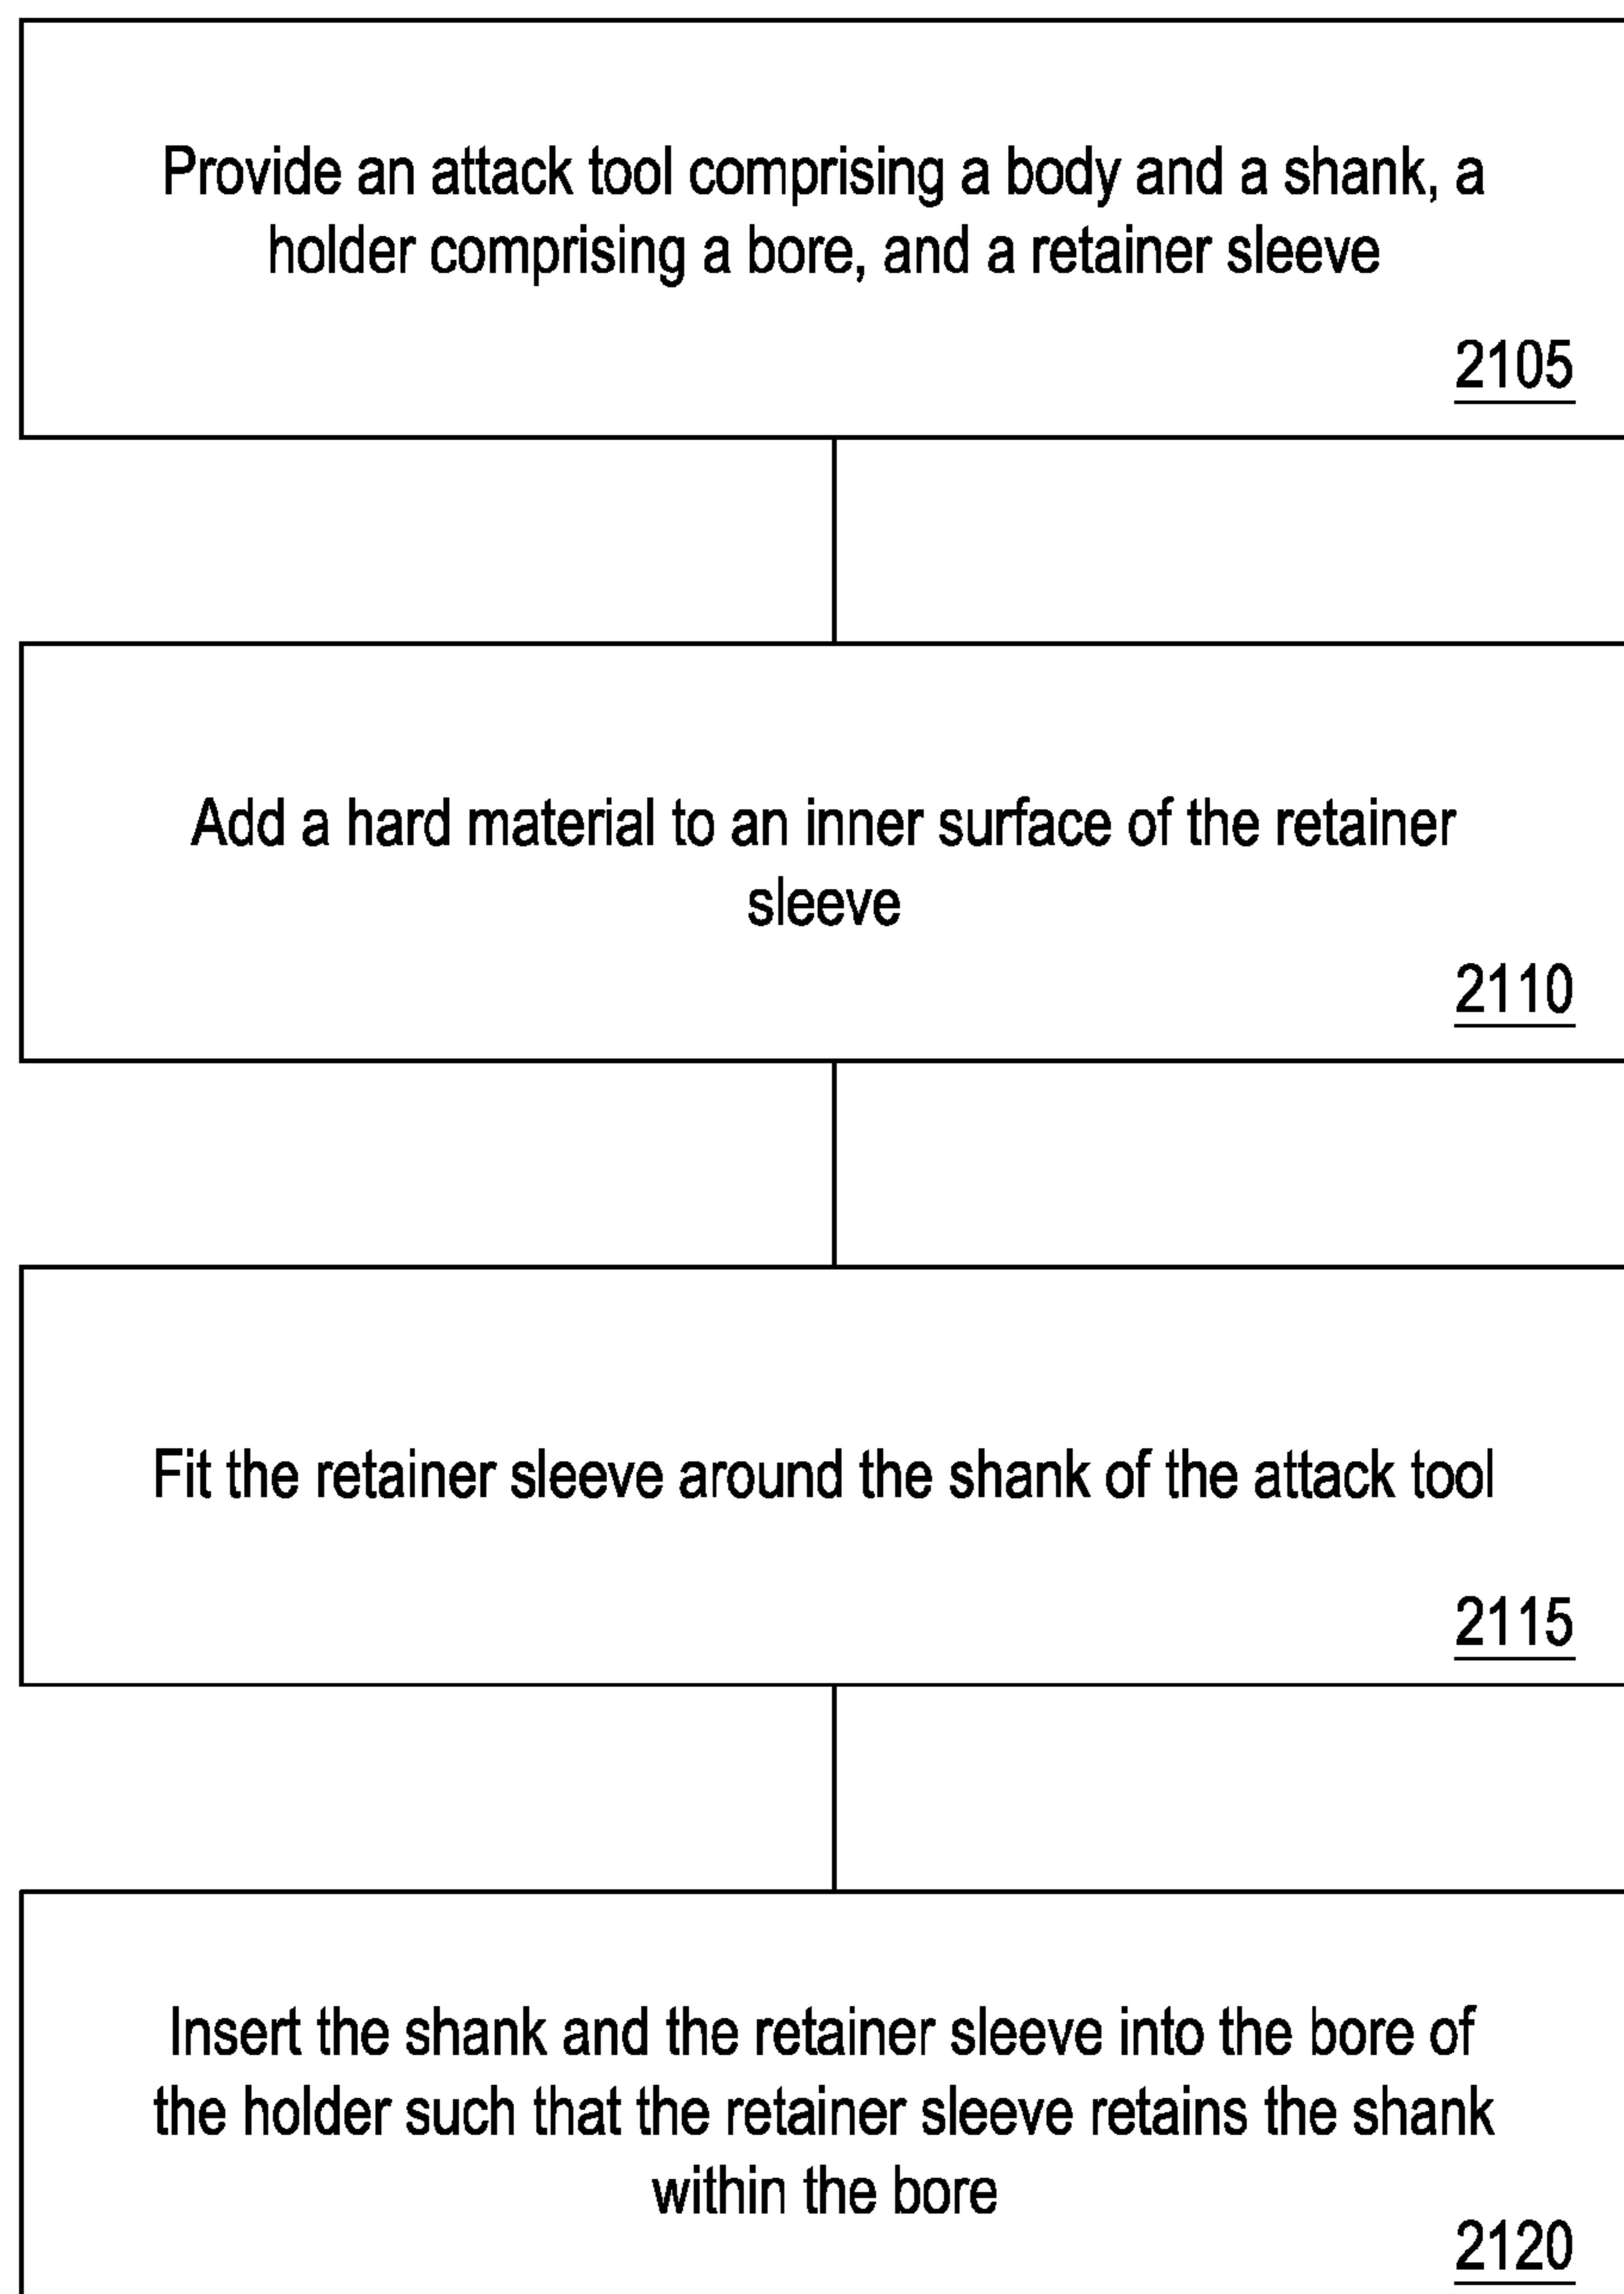 Provide an attack tool comprising a body and a shank, a
holder comprising a bore, and a retainer sleeve
2105
Add a hard material to an inner surface of the retainer
sleeve
2110
Fit the retainer sleeve around the shank of the attack tool
2115
Insert the shank and the retainer sleeve into the bore of
the holder such that the retainer sleeve retains the shank
within the bore
2120